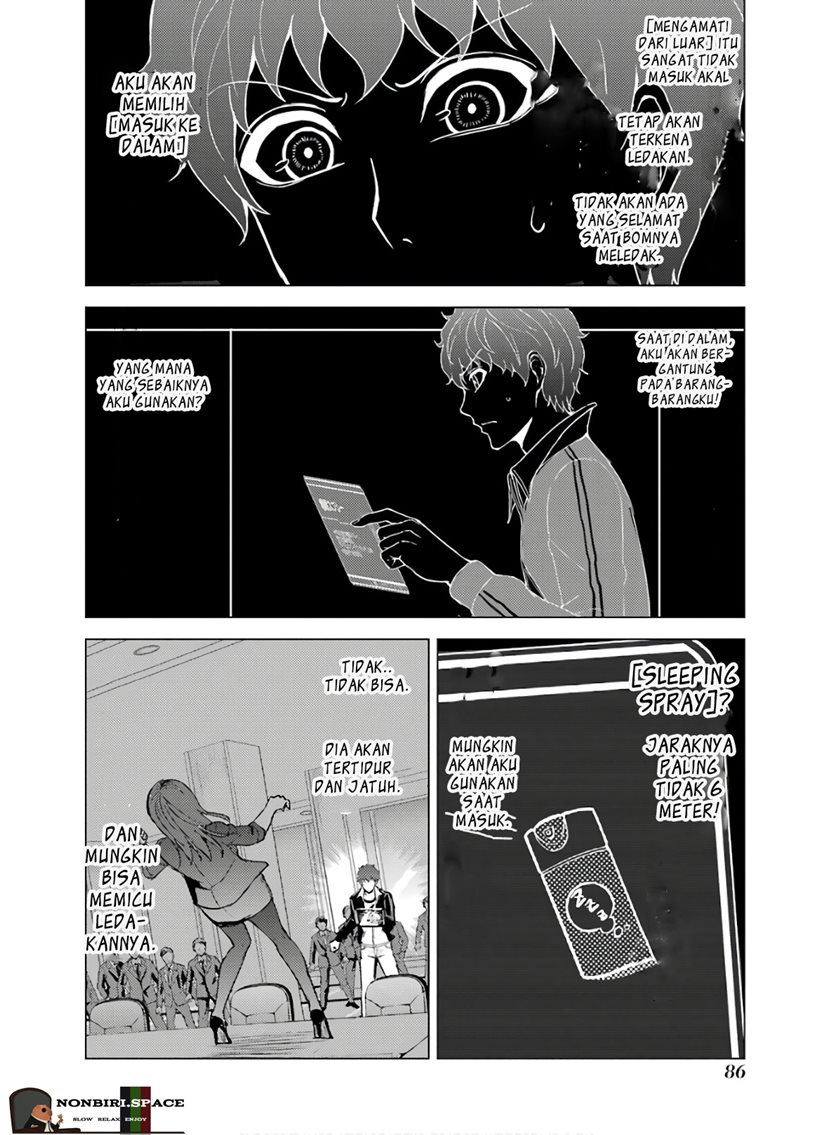 [MENGAMATI
DARI LUAR] ITU
SANGAT TIDAK
MASUK AKAL
TETAP AKAN
TERKENA
LEDAKAN.
TIDAK AKAN ADA
YANG SELAMAT
SAAT BOMNYA
MELEDAK.
AKU AKAN
MEMILIH
[MASUK KE
DALAM]
SAAT DI DALAM,
AKU AKAN BER-
GANTUNG
PADA BARANG-
BARANGKU!
YANG MANA
YANG SEBAIKNYA
AKU GUNAKAN?
[SLEEPING
SPRAY]?
JARAKNYA
PALING
TIDAK 6
METER!
MUNGKIN
AKAN AKU
GUNAKAN
SAAT
MASUK.
TIDAK..
TIDAK BISA.
DIA AKAN
TERTIDUR
DAN JATUH.
DAN
MUNGKIN
BISA
MEMICU
LEDA-
KANNYA.
86
NONBIRI.SPACE
SLOW RELAX ENJOY